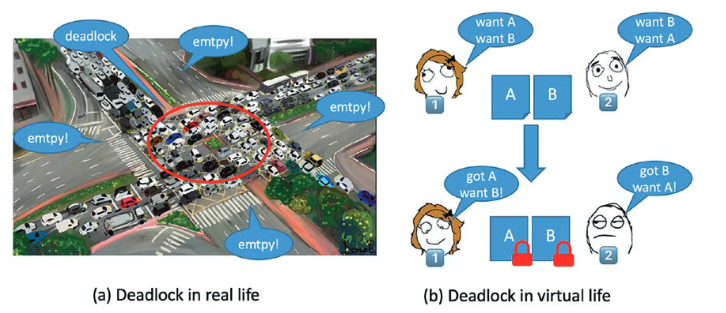 deadlock
emtpy!
emtpy!
emtpy!
emtpy!
(a) Deadlock in real life
want A
want B
want B
want A
1
A
B
2
got A
want B!
got B
want A!
1
A
B
2
(b) Deadlock in virtual life